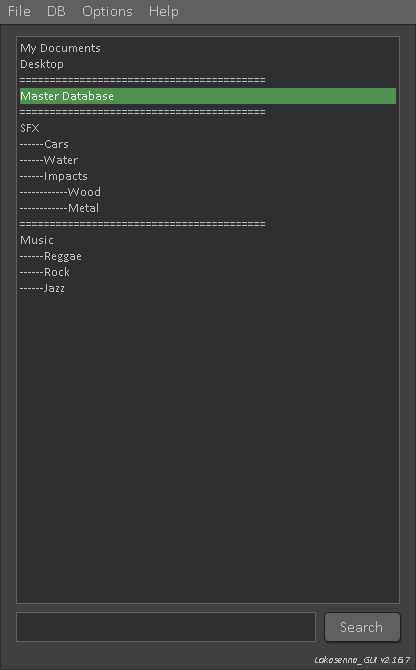 File DB Options Help
My Documents
Desktop
=========================================
Master Database
=========================================
SFX
------Cars
------Water
------Impacts
------------Wood
------------Metal
=========================================
Music
------Reggae
------Rock
------Jazz
Search
Lokasenna_GUI v2.16.7